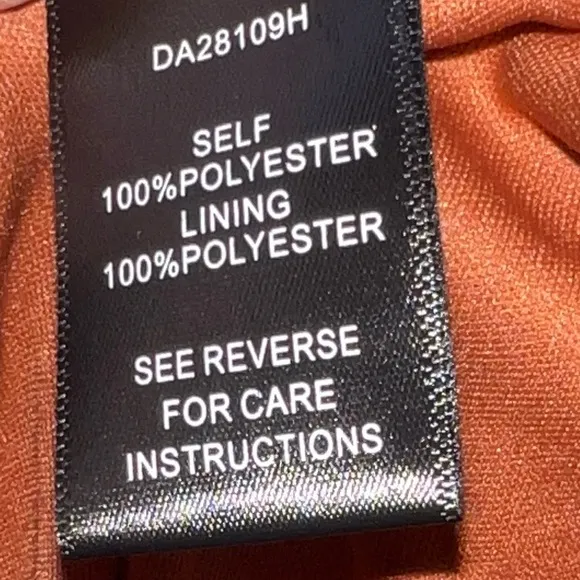 DA28109H
SELF
100%POLYESTER
LINING
100%POLYESTER
SEE REVERSE
FOR CARE
INSTRUCTIONS